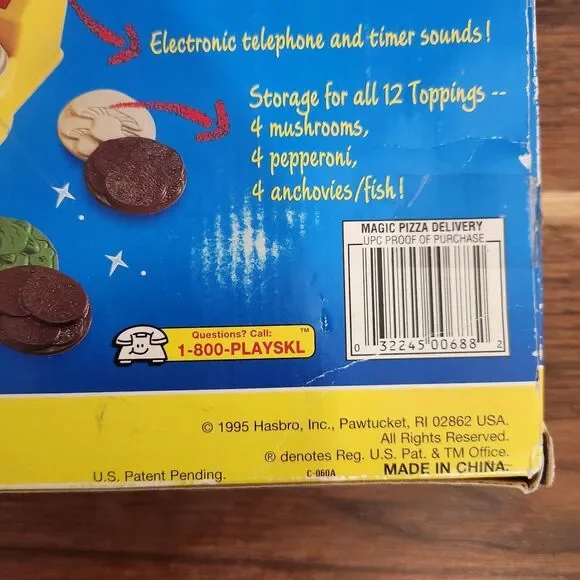 Electronic telephone and timer sounds!
Storage for all 12 Toppings --
4 mushrooms,
4 pepperoni,
4 anchovies/fish!
MAGIC PIZZA DELIVERY
UPC PROOF OF PURCHASE
0 32245 00688 2
Questions? Call: ™
1-800-PLAYSKL
© 1995 Hasbro, Inc., Pawtucket, RI 02862 USA.
All Rights Reserved.
® denotes Reg. U.S. Pat. & TM Office.
U.S. Patent Pending. C-060A MADE IN CHINA.